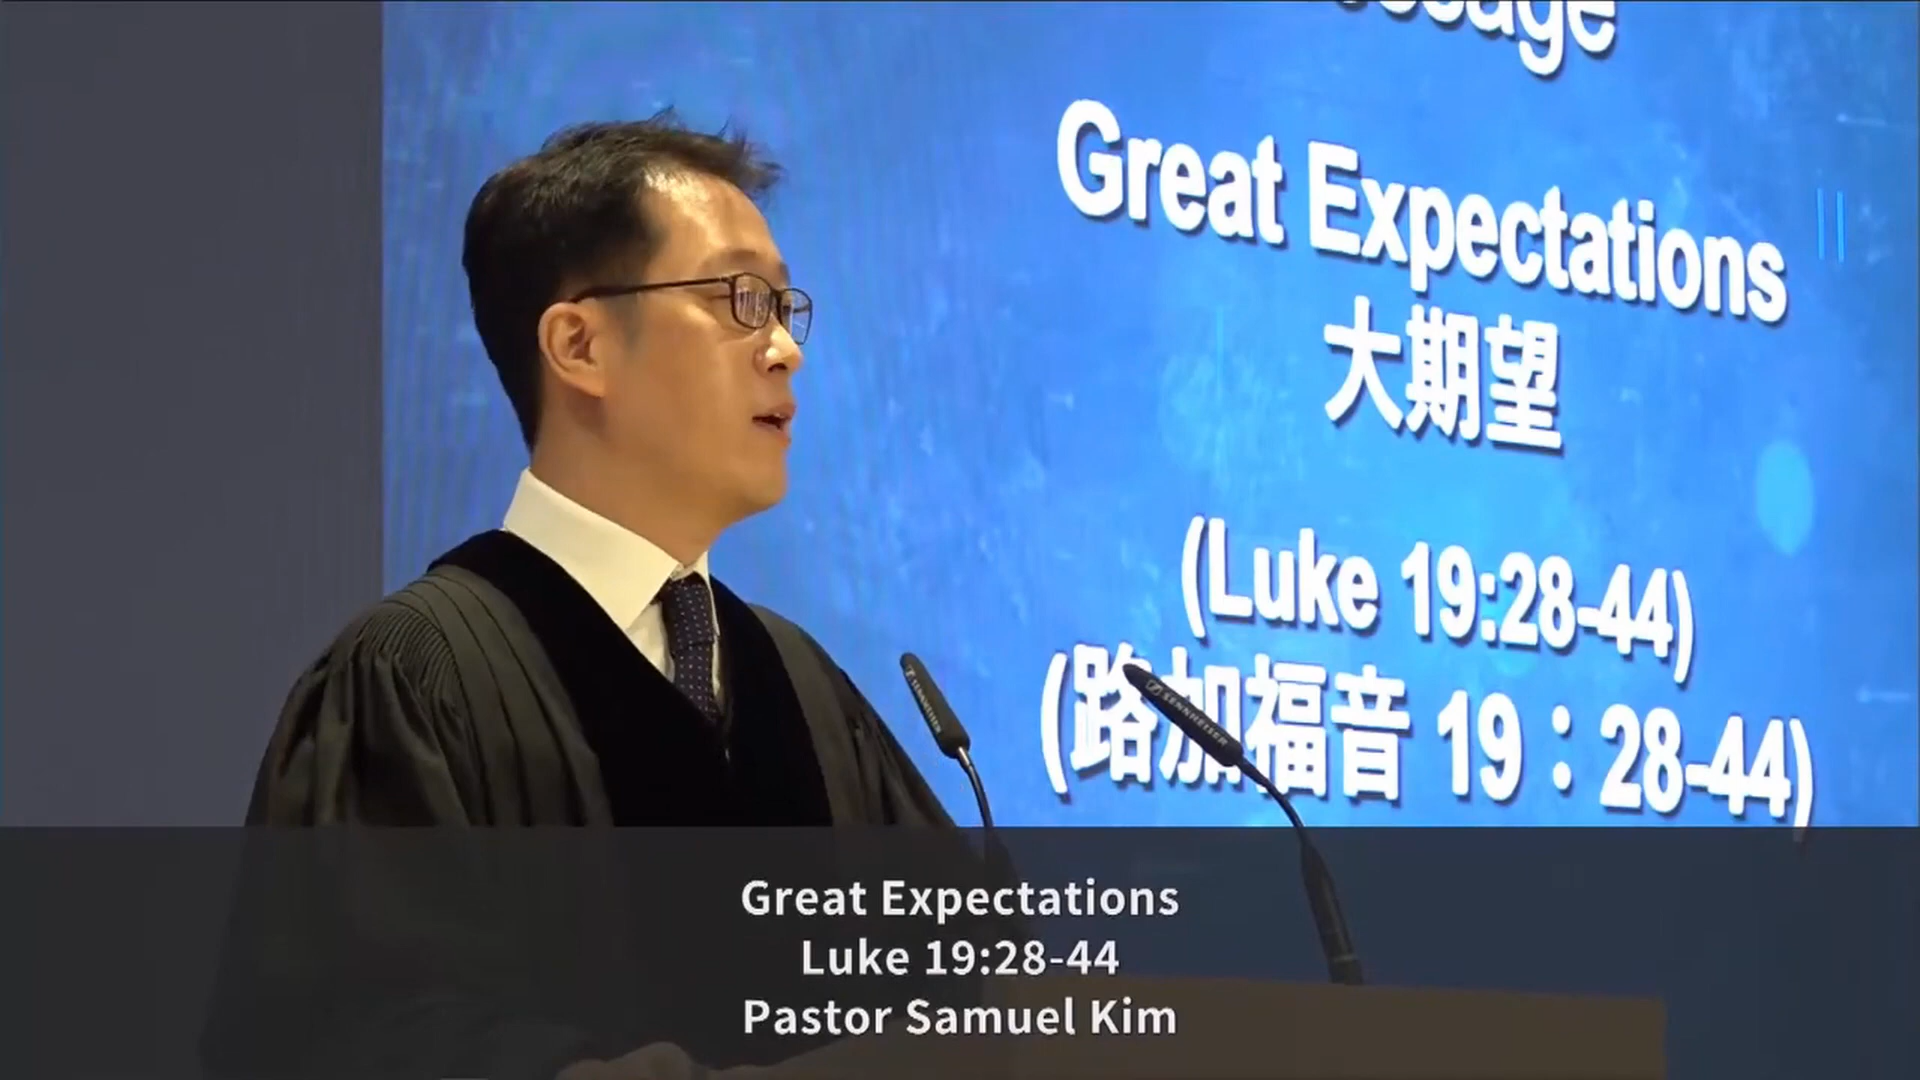 Great Expectations
大期望
(Luke 19:28-44)
(路加福音 19：28-44)
SENNHEISER
Great Expectations
Luke 19:28-44
Pastor Samuel Kim